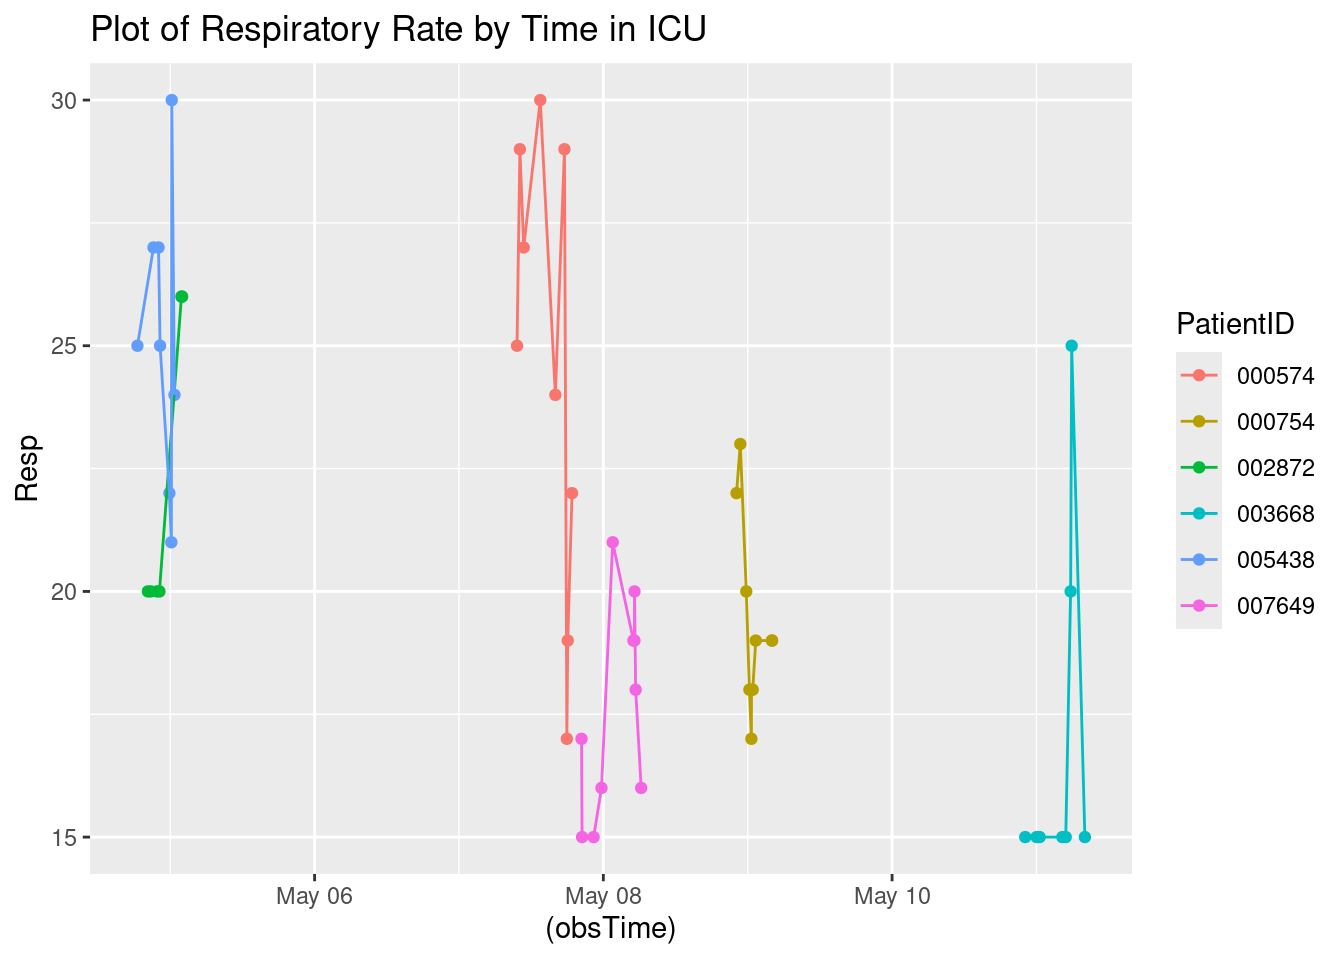 Plot of Respiratory Rate by Time in ICU
30
25
20
15
Resp
May 06
May 08
May 10
(obsTime)
PatientID
000574
000754
002872
003668
005438
007649